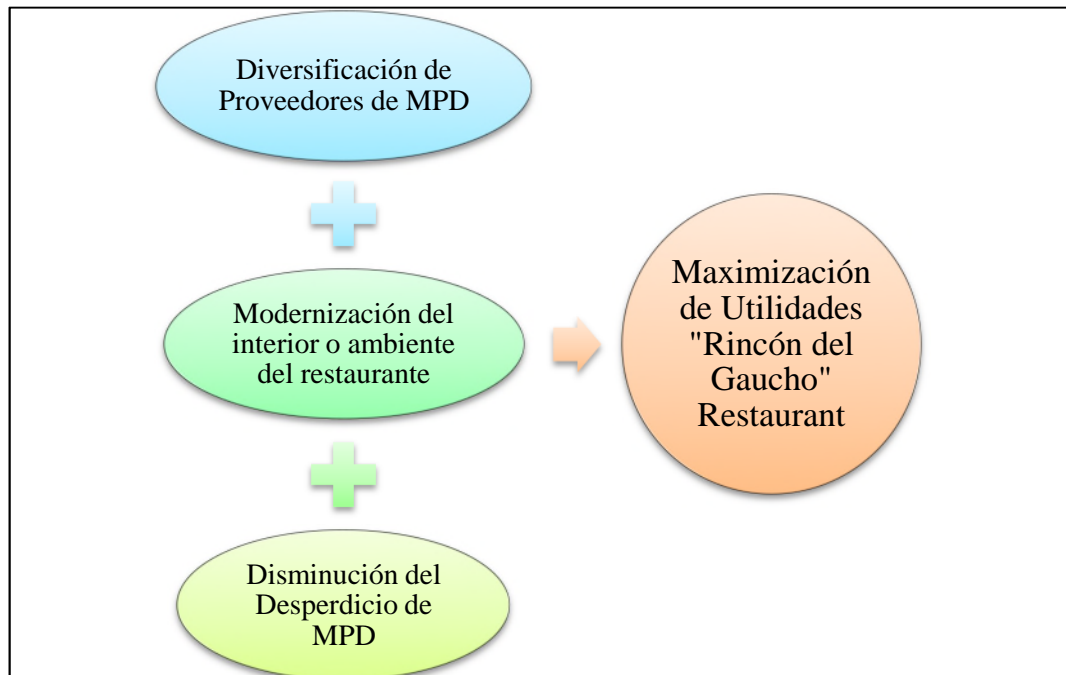 Diversificación de
Proveedores de MPD
Modernización del
interior o ambiente
del restaurante
Disminución del
Desperdicio de
MPD
Maximización
de Utilidades
"Rincón del
Gaucho"
Restaurant